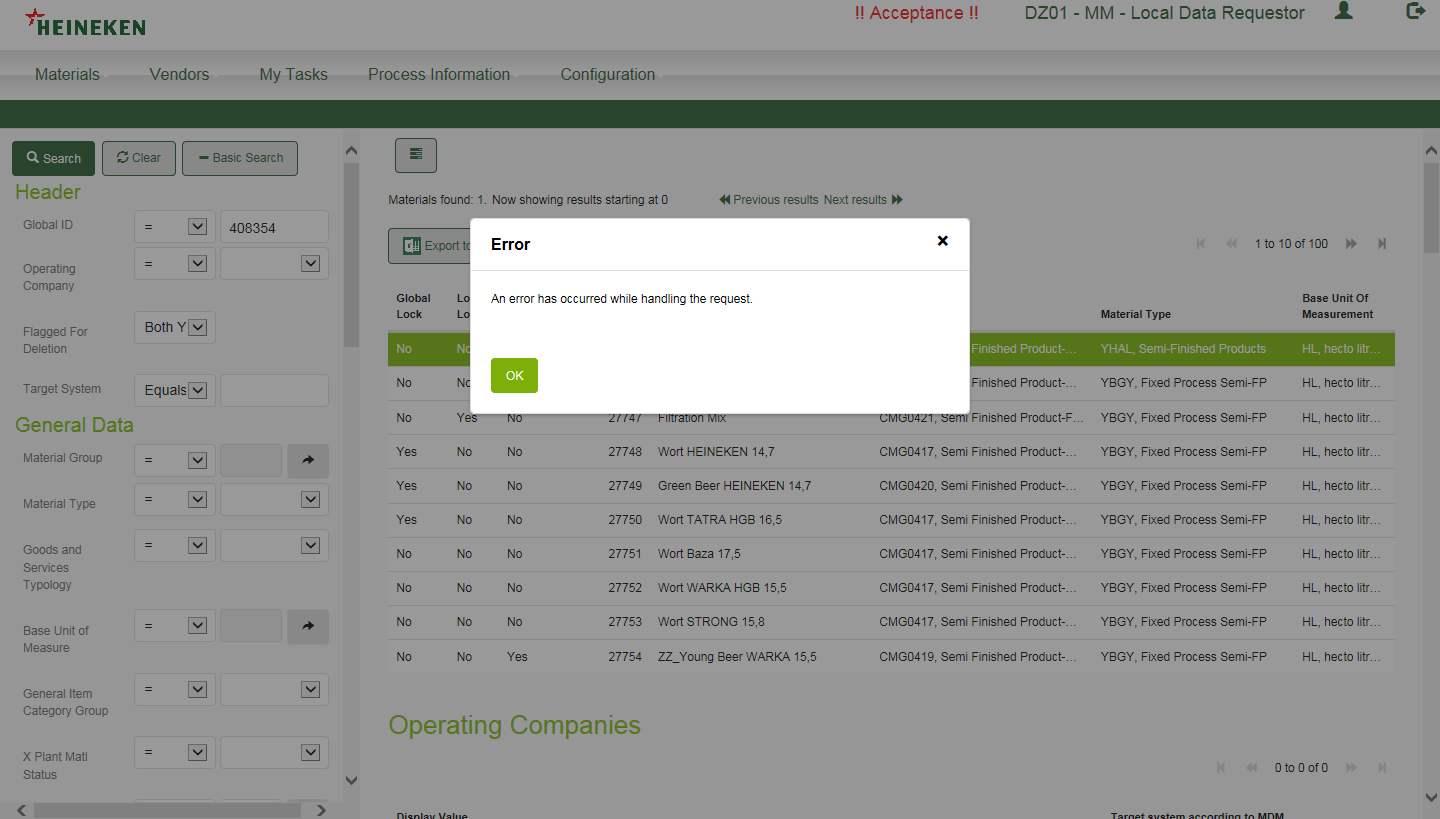 HEINEKEN
!! Acceptance !!
DZ01 - MM - Local Data Requestor
Materials
Vendors
My Tasks
Process Information
Configuration
Search
Clear
Basic Search
Header
Global ID
=
408354
Operating
Company
=
Flagged For
Deletion
Both Y
Target System
Equals
General Data
Material Group
=
Material Type
=
Goods and
Services
Typology
=
Base Unit of
Measure
=
General Item
Category Group
=
X Plant Matl
Status
=
Materials found: 1. Now showing results starting at 0
Previous results
Next results
Export to
1 to 10 of 100
Error
An error has occurred while handling the request.
OK
Global
Lock
Lo
Lo
Material Type
Base Unit Of
Measurement
No No Finished Product-... YHAL, Semi-Finished Products HL, hecto litr...
No No Finished Product-... YBGY, Fixed Process Semi-FP HL, hecto litr...
No Yes No 27747 Filtration Mix CMG0421, Semi Finished Product-F... YBGY, Fixed Process Semi-FP HL, hecto litr...
Yes No No 27748 Wort HEINEKEN 14,7 CMG0417, Semi Finished Product-... YBGY, Fixed Process Semi-FP HL, hecto litr...
Yes No No 27749 Green Beer HEINEKEN 14,7 CMG0420, Semi Finished Product-... YBGY, Fixed Process Semi-FP HL, hecto litr...
Yes No No 27750 Wort TATRA HGB 16,5 CMG0417, Semi Finished Product-... YBGY, Fixed Process Semi-FP HL, hecto litr...
No No No 27751 Wort Baza 17,5 CMG0417, Semi Finished Product-... YBGY, Fixed Process Semi-FP HL, hecto litr...
No No No 27752 Wort WARKA HGB 15,5 CMG0417, Semi Finished Product-... YBGY, Fixed Process Semi-FP HL, hecto litr...
No No No 27753 Wort STRONG 15,8 CMG0417, Semi Finished Product-... YBGY, Fixed Process Semi-FP HL, hecto litr...
No No Yes 27754 ZZ_Young Beer WARKA 15,5 CMG0419, Semi Finished Product-... YBGY, Fixed Process Semi-FP HL, hecto litr...
Operating Companies
0 to 0 of 0
Display Value
Target system according to MDM